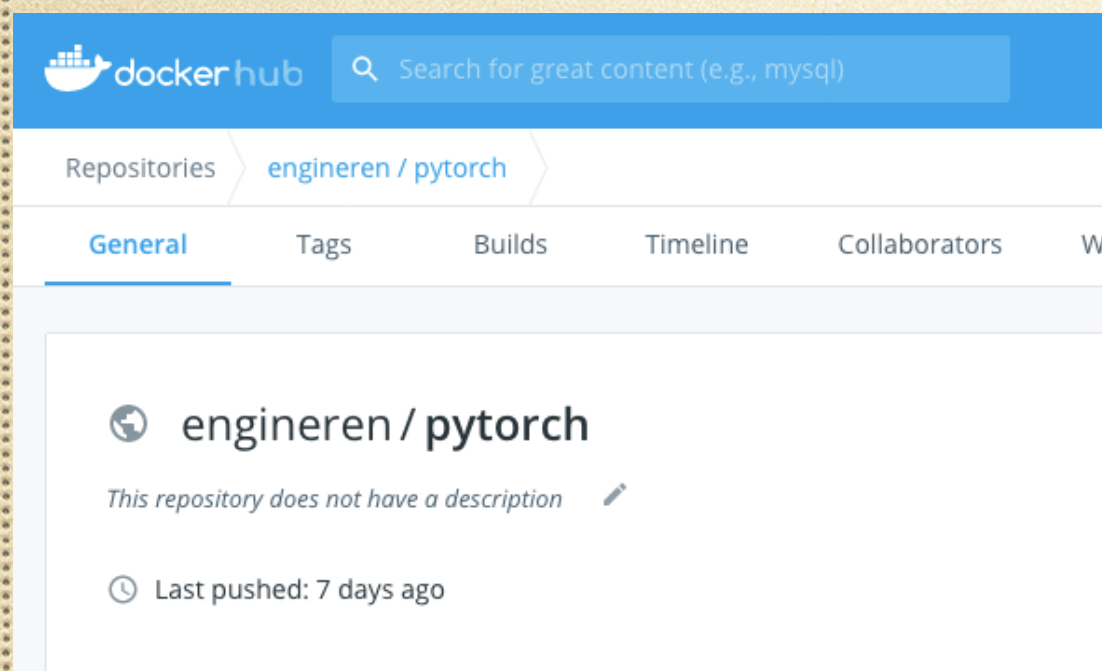 dockerhub Search for great content (e.g., mysql)
Repositories engineren / pytorch
General Tags Builds Timeline Collaborators W
engineren / pytorch
This repository does not have a description
Last pushed: 7 days ago